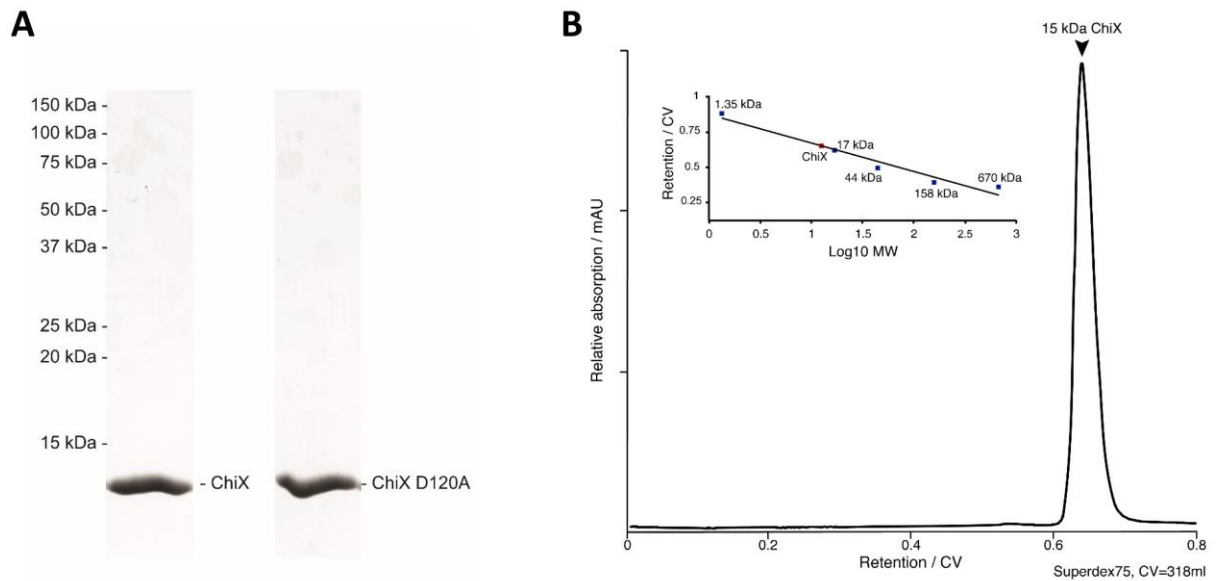 A
150 kDa -
100 kDa -
75 kDa -
50 kDa -
37 kDa -
25 kDa -
20 kDa -
15 kDa -
- ChiX
- ChiX D120A
B
15 kDa ChiX
Relative absorption / mAU
Retention / CV
1
0.75
0.5
0.25
1.35 kDa
ChiX
17 kDa
44 kDa
158 kDa
670 kDa
0
0.5
1
1.5
2
2.5
3
Log10 MW
0
0.2
0.4
0.6
0.8
Retention / CV
Superdex75, CV=318ml